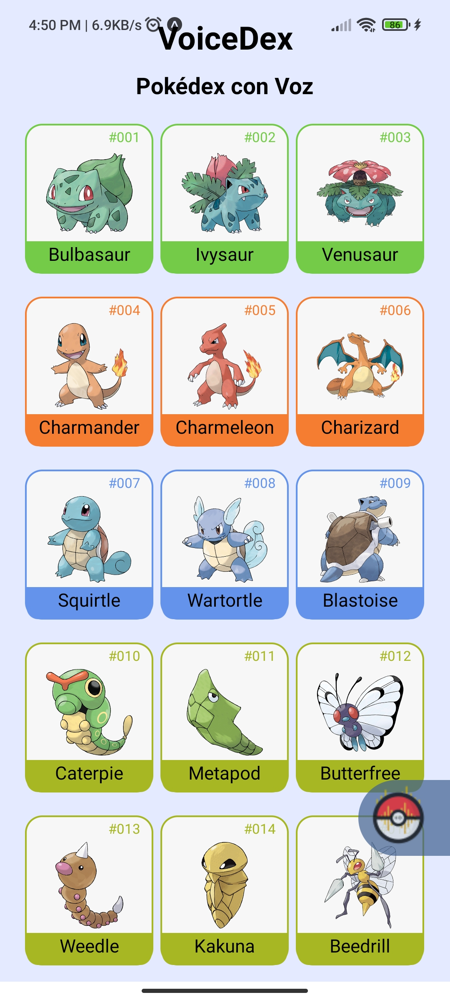 4:50 PM | 6.9KB/s
86
VoiceDex
Pokédex con Voz
#001 #002 #003
Bulbasaur Ivysaur Venusaur
#004 #005 #006
Charmander Charmeleon Charizard
#007 #008 #009
Squirtle Wartortle Blastoise
#010 #011 #012
Caterpie Metapod Butterfree
#013 #014
Weedle Kakuna Beedrill